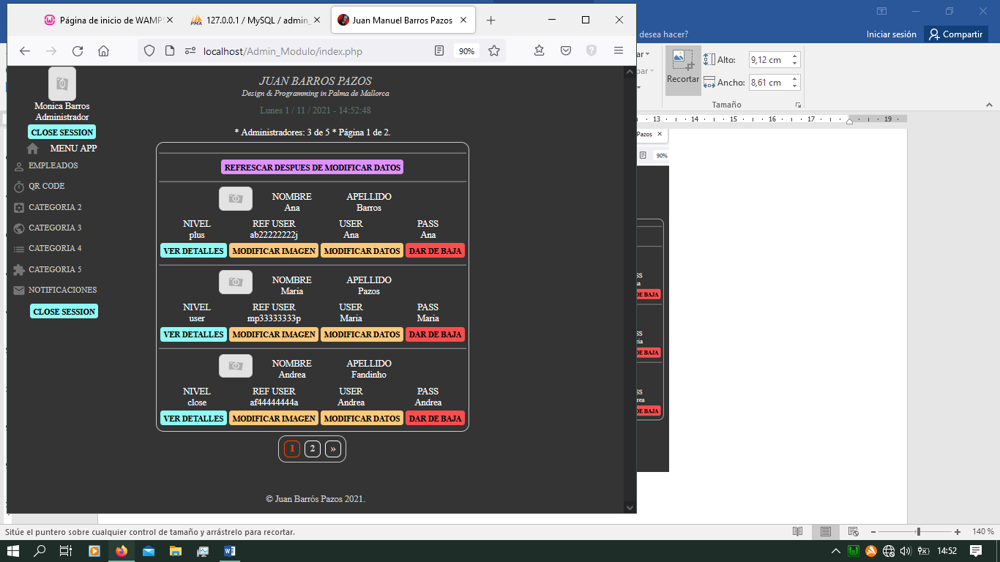 Página de inicio de WAMPS
127.0.0.1 / MySQL / admin_
Juan Manuel Barros Pazos
localhost/Admin_Modulo/index.php
90%
desea hacer?
Iniciar sesión
Compartir
Recortar
Alto:
9,12 cm
Ancho:
8,61 cm
Tamaño
13 14 15 16 17 19
Monica Barros
Administrador
CLOSE SESSION
MENU APP
EMPLEADOS
QR CODE
CATEGORIA 2
CATEGORIA 3
CATEGORIA 4
CATEGORIA 5
NOTIFICACIONES
CLOSE SESSION
JUAN BARROS PAZOS
Design & Programming in Palma de Mallorca
Lunes 1 / 11 / 2021 - 14:52:48
* Administradores: 3 de 5 * Página 1 de 2.
REFRESCAR DESPUES DE MODIFICAR DATOS
NOMBRE APELLIDO
Ana Barros
NIVEL REF USER USER PASS
plus ab22222222j Ana Ana
VER DETALLES MODIFICAR IMAGEN MODIFICAR DATOS DAR DE BAJA
NOMBRE APELLIDO
Maria Pazos
NIVEL REF USER USER PASS
user mp33333333p Maria Maria
VER DETALLES MODIFICAR IMAGEN MODIFICAR DATOS DAR DE BAJA
NOMBRE APELLIDO
Andrea Fandinho
NIVEL REF USER USER PASS
close af44444444a Andrea Andrea
VER DETALLES MODIFICAR IMAGEN MODIFICAR DATOS DAR DE BAJA
1 2 »
© Juan Barrós Pazos 2021.
Pazos
90%
DE BAJA
DE BAJA
DE BAJA
Sitúe el puntero sobre cualquier control de tamaño y arrástrelo para recortar.
140 %
14:52